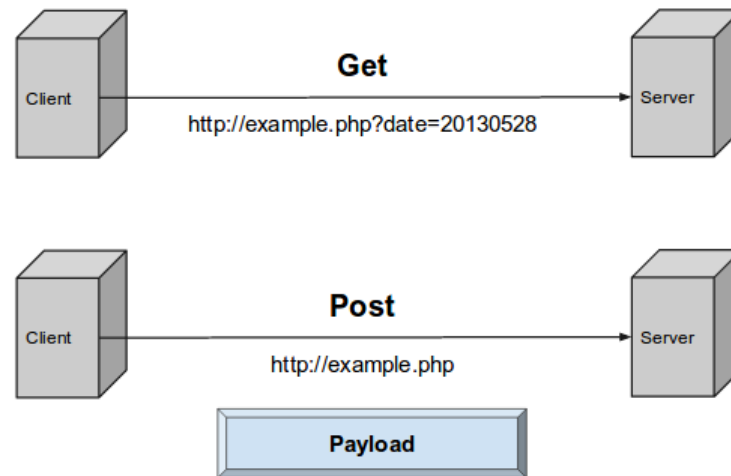 Get
Client
Server
http://example.php?date=20130528
Post
Client
Server
http://example.php
Payload